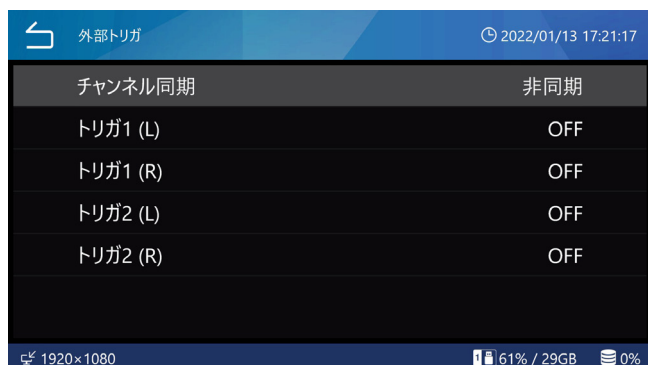 外部トリガ 2022/01/13 17:21:17
チャンネル同期 非同期
トリガ1 (L) OFF
トリガ1 (R) OFF
トリガ2 (L) OFF
トリガ2 (R) OFF
1920×1080 1 61% / 29GB 0%